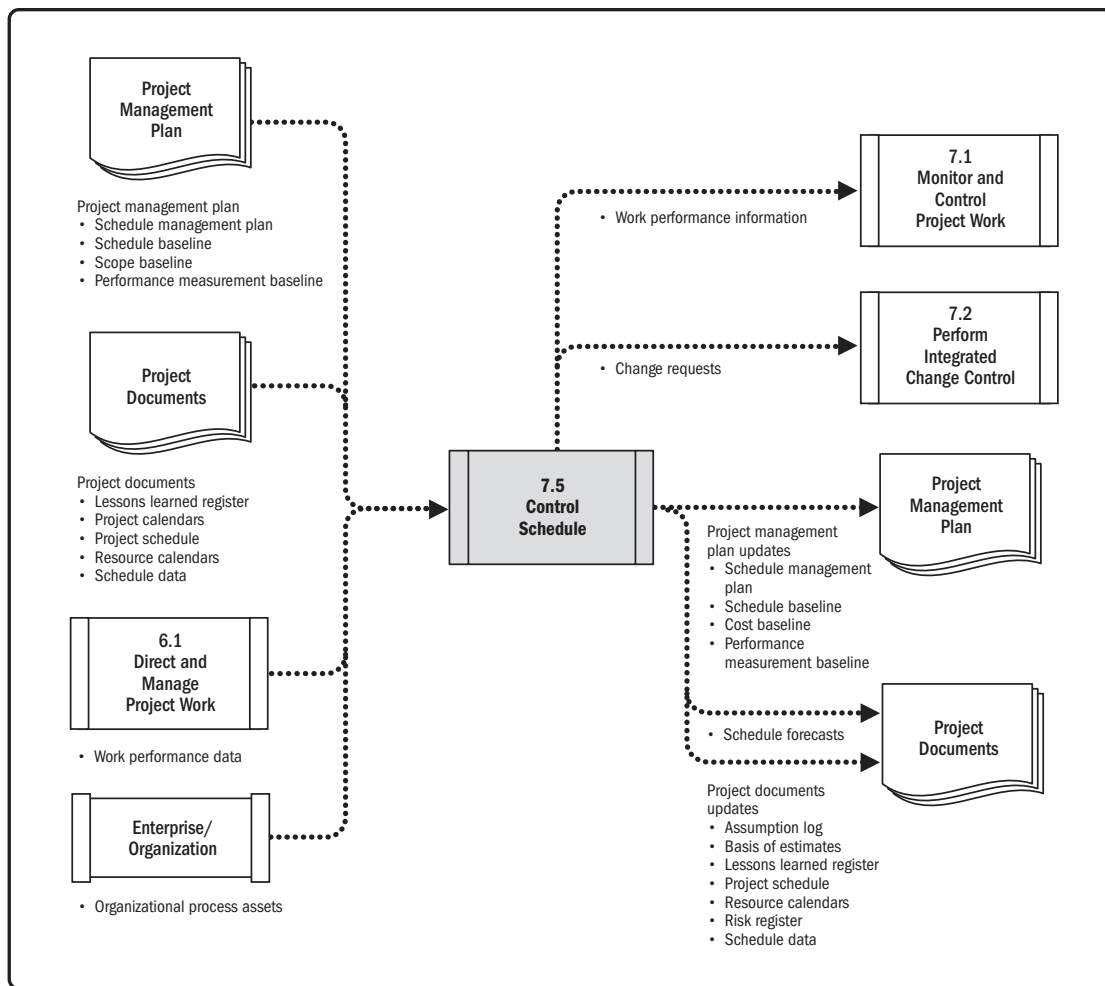 Project
Management
Plan
Project management plan
• Schedule management plan
• Schedule baseline
• Scope baseline
• Performance measurement baseline
Project
Documents
Project documents
• Lessons learned register
• Project calendars
• Project schedule
• Resource calendars
• Schedule data
6.1
Direct and
Manage
Project Work
• Work performance data
Enterprise/
Organization
• Organizational process assets
7.5
Control
Schedule
• Work performance information
7.1
Monitor and
Control
Project Work
• Change requests
7.2
Perform
Integrated
Change Control
Project management
plan updates
• Schedule management
plan
• Schedule baseline
• Cost baseline
• Performance
measurement baseline
Project
Management
Plan
• Schedule forecasts
Project
Documents
Project documents
updates
• Assumption log
• Basis of estimates
• Lessons learned register
• Project schedule
• Resource calendars
• Risk register
• Schedule data